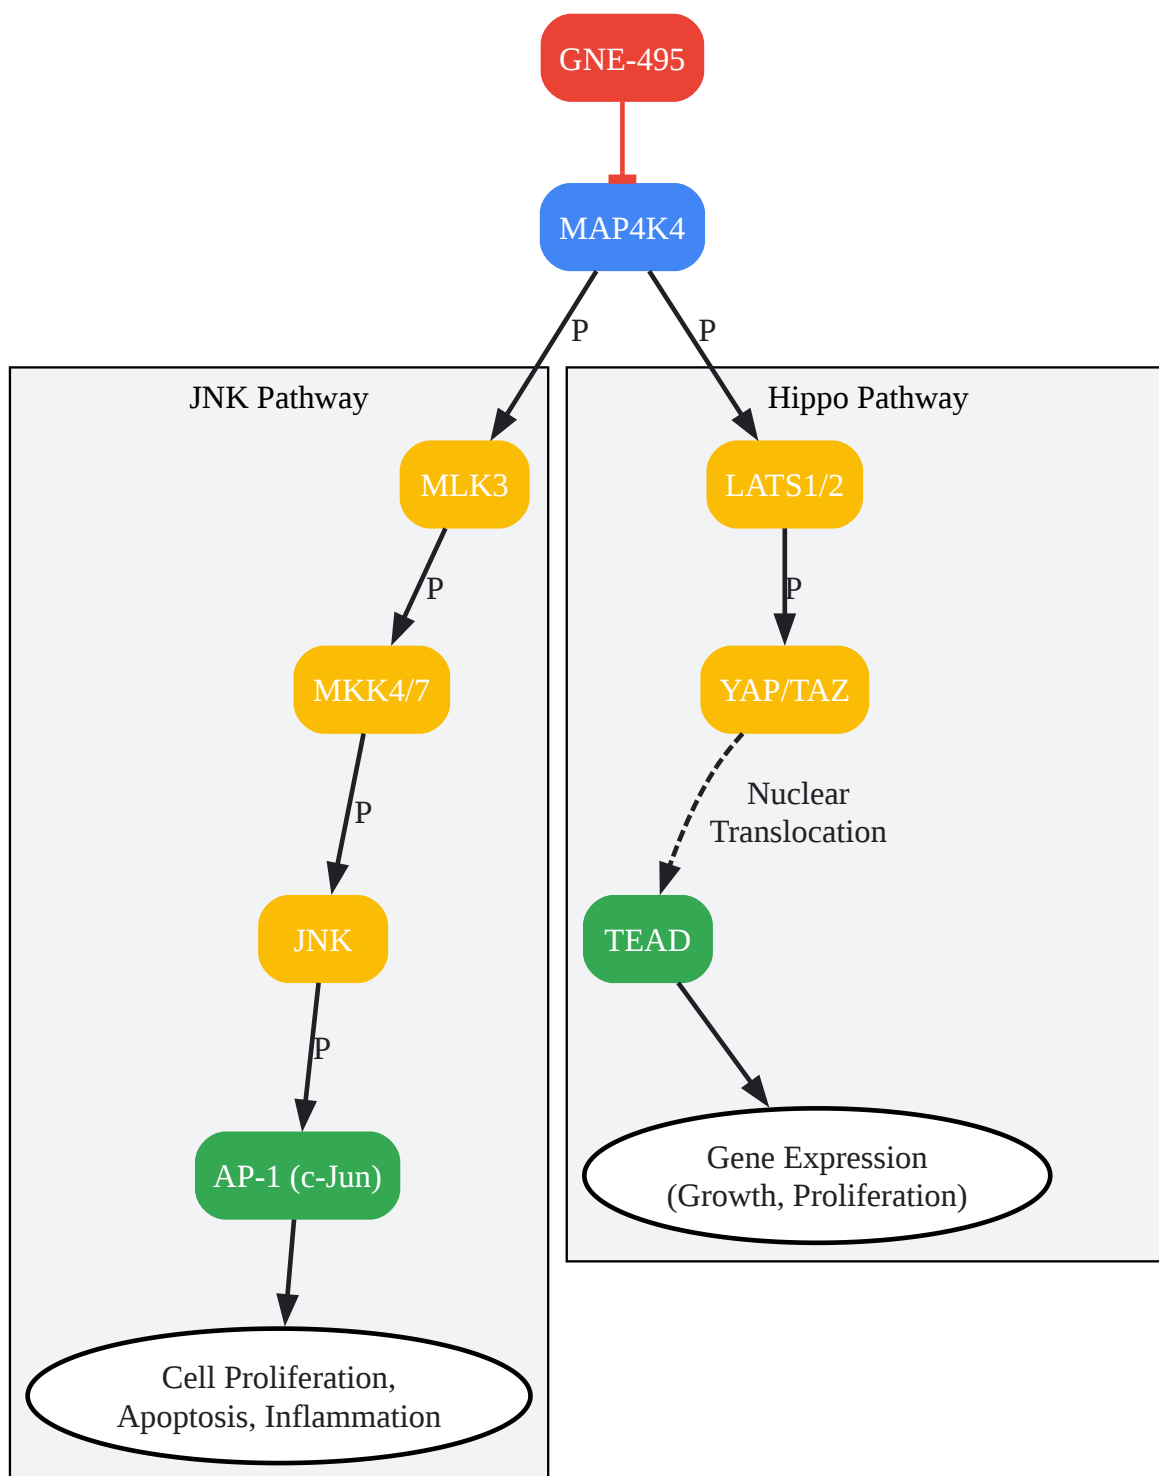 GNE-495
MAP4K4
P
P
JNK Pathway
Hippo Pathway
MLK3
LATS1/2
P
P
MKK4/7
YAP/TAZ
P
Nuclear
Translocation
JNK
TEAD
P
AP-1 (c-Jun)
Gene Expression
(Growth, Proliferation)
Cell Proliferation,
Apoptosis, Inflammation